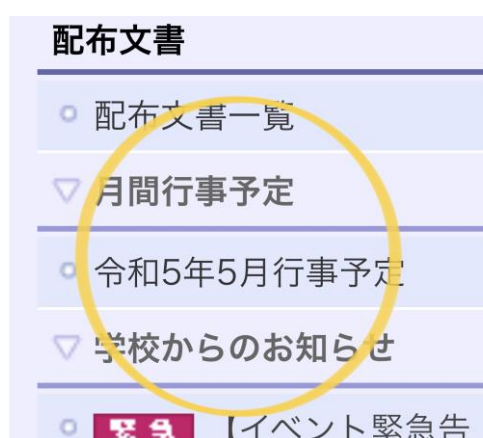 配布文書
配布文書一覧
月間行事予定
令和5年5月行事予定
学校からのお知らせ
緊急 【イベント緊急告